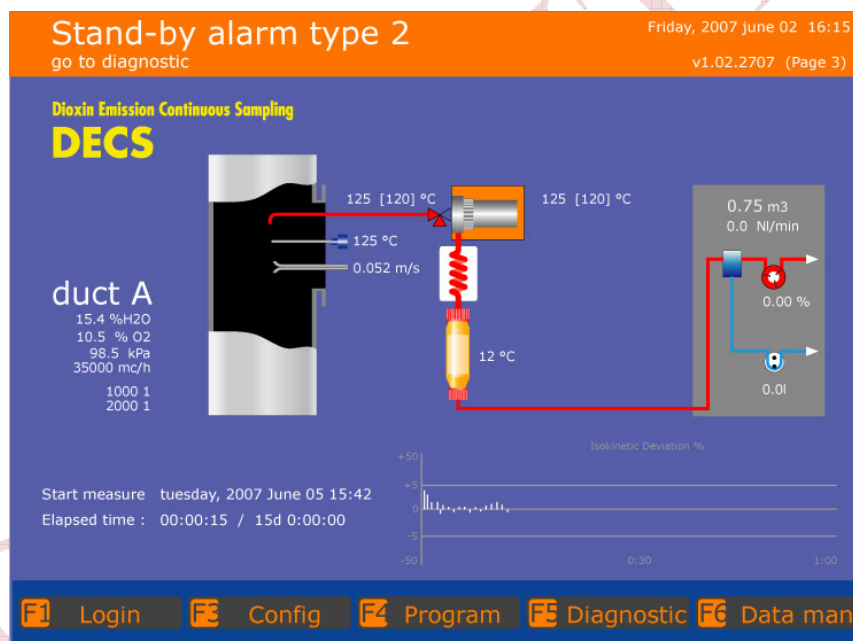 Stand-by alarm type 2
go to diagnostic
Friday, 2007 june 02 16:15
v1.02.2707 (Page 3)
Dioxin Emission Continuous Sampling
DECS
125 [120] °C
125 [120] °C
125 °C
0.052 m/s
0.75 m3
0.0 Nl/min
0.00 %
0.0l
12 °C
duct A
15.4 %H2O
10.5 % O2
98.5 kPa
35000 mc/h
1000 1
2000 1
Isokinetic Deviation %
+50
+5
0
-5
-50
0:30
1:00
Start measure tuesday, 2007 June 05 15:42
Elapsed time : 00:00:15 / 15d 0:00:00
F1 Login
F3 Config
F4 Program
F5 Diagnostic
F6 Data man